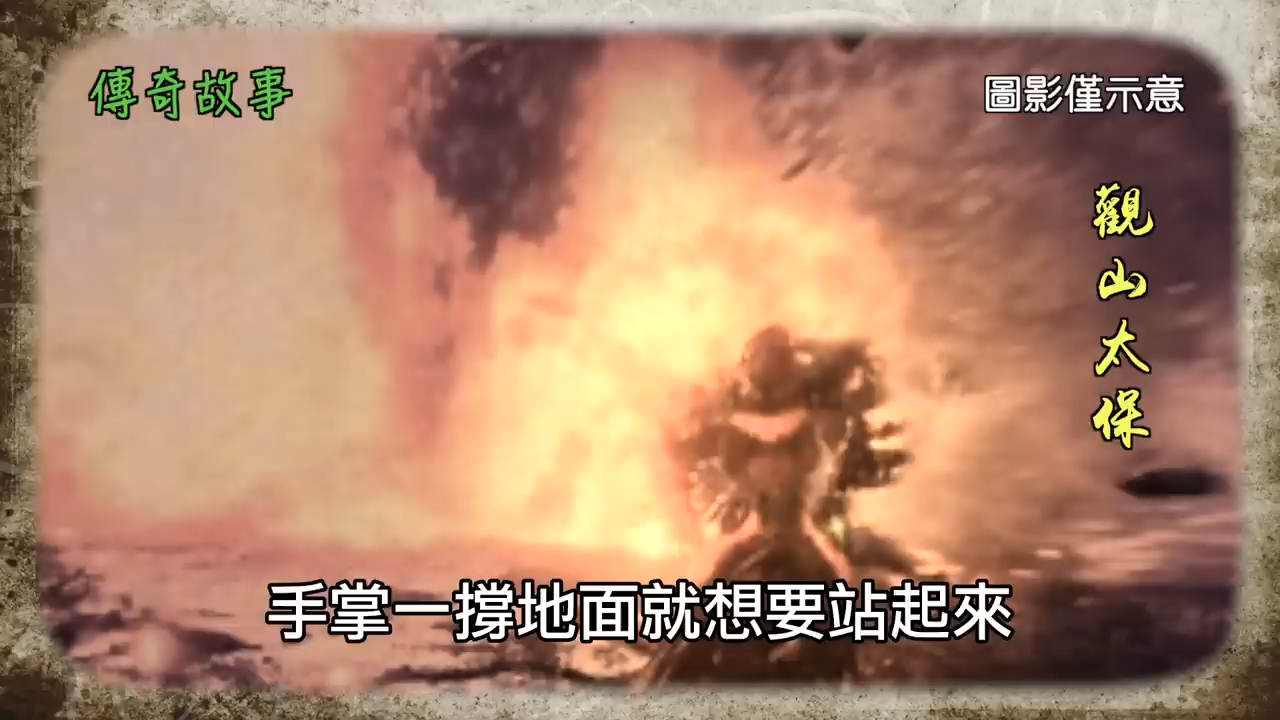 傳奇故事
圖影僅示意
觀山太保
手掌一撐地面就想要站起來